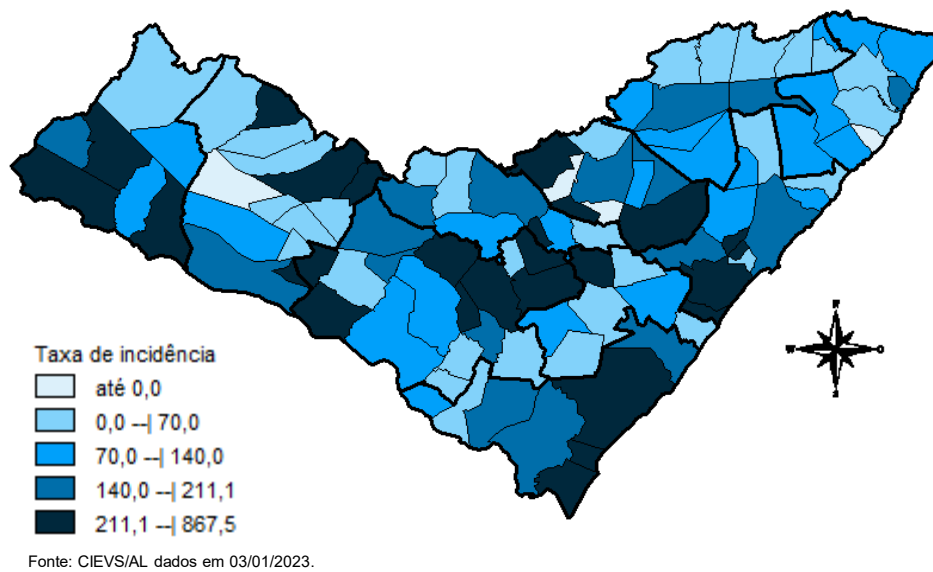 N
W
O
S
Taxa de incidência
até 0,0
0,0 --| 70,0
70,0 --| 140,0
140,0 --| 211,1
211,1 --| 867,5
Fonte: CIEVS/AL dados em 03/01/2023.